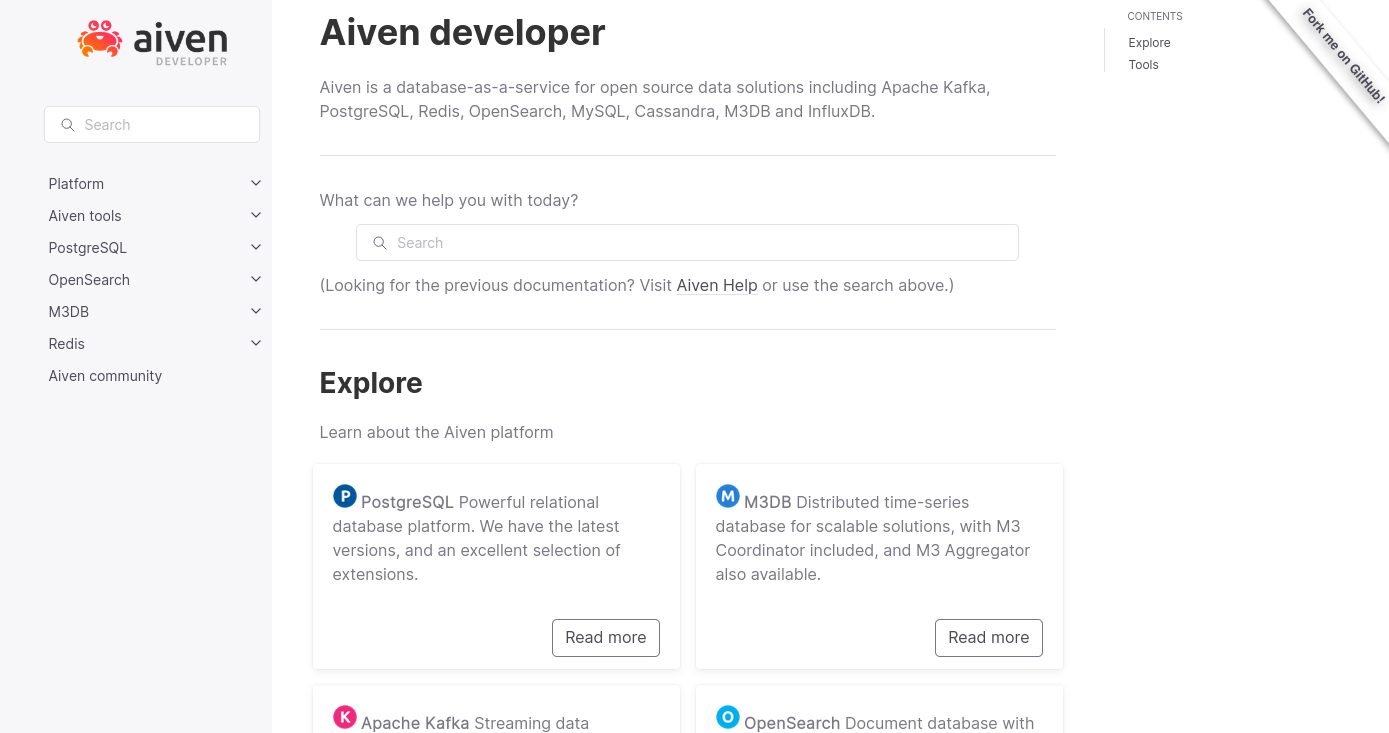 aiven
DEVELOPER
Search
Platform
Aiven tools
PostgreSQL
OpenSearch
M3DB
Redis
Aiven community
Aiven developer
Aiven is a database-as-a-service for open source data solutions including Apache Kafka,
PostgreSQL, Redis, OpenSearch, MySQL, Cassandra, M3DB and InfluxDB.
What can we help you with today?
Search
(Looking for the previous documentation? Visit Aiven Help or use the search above.)
Explore
Learn about the Aiven platform
P PostgreSQL Powerful relational
database platform. We have the latest
versions, and an excellent selection of
extensions.
Read more
M M3DB Distributed time-series
database for scalable solutions, with M3
Coordinator included, and M3 Aggregator
also available.
Read more
K Apache Kafka Streaming data
O OpenSearch Document database with
CONTENTS
Explore
Tools
Fork me on GitHub!